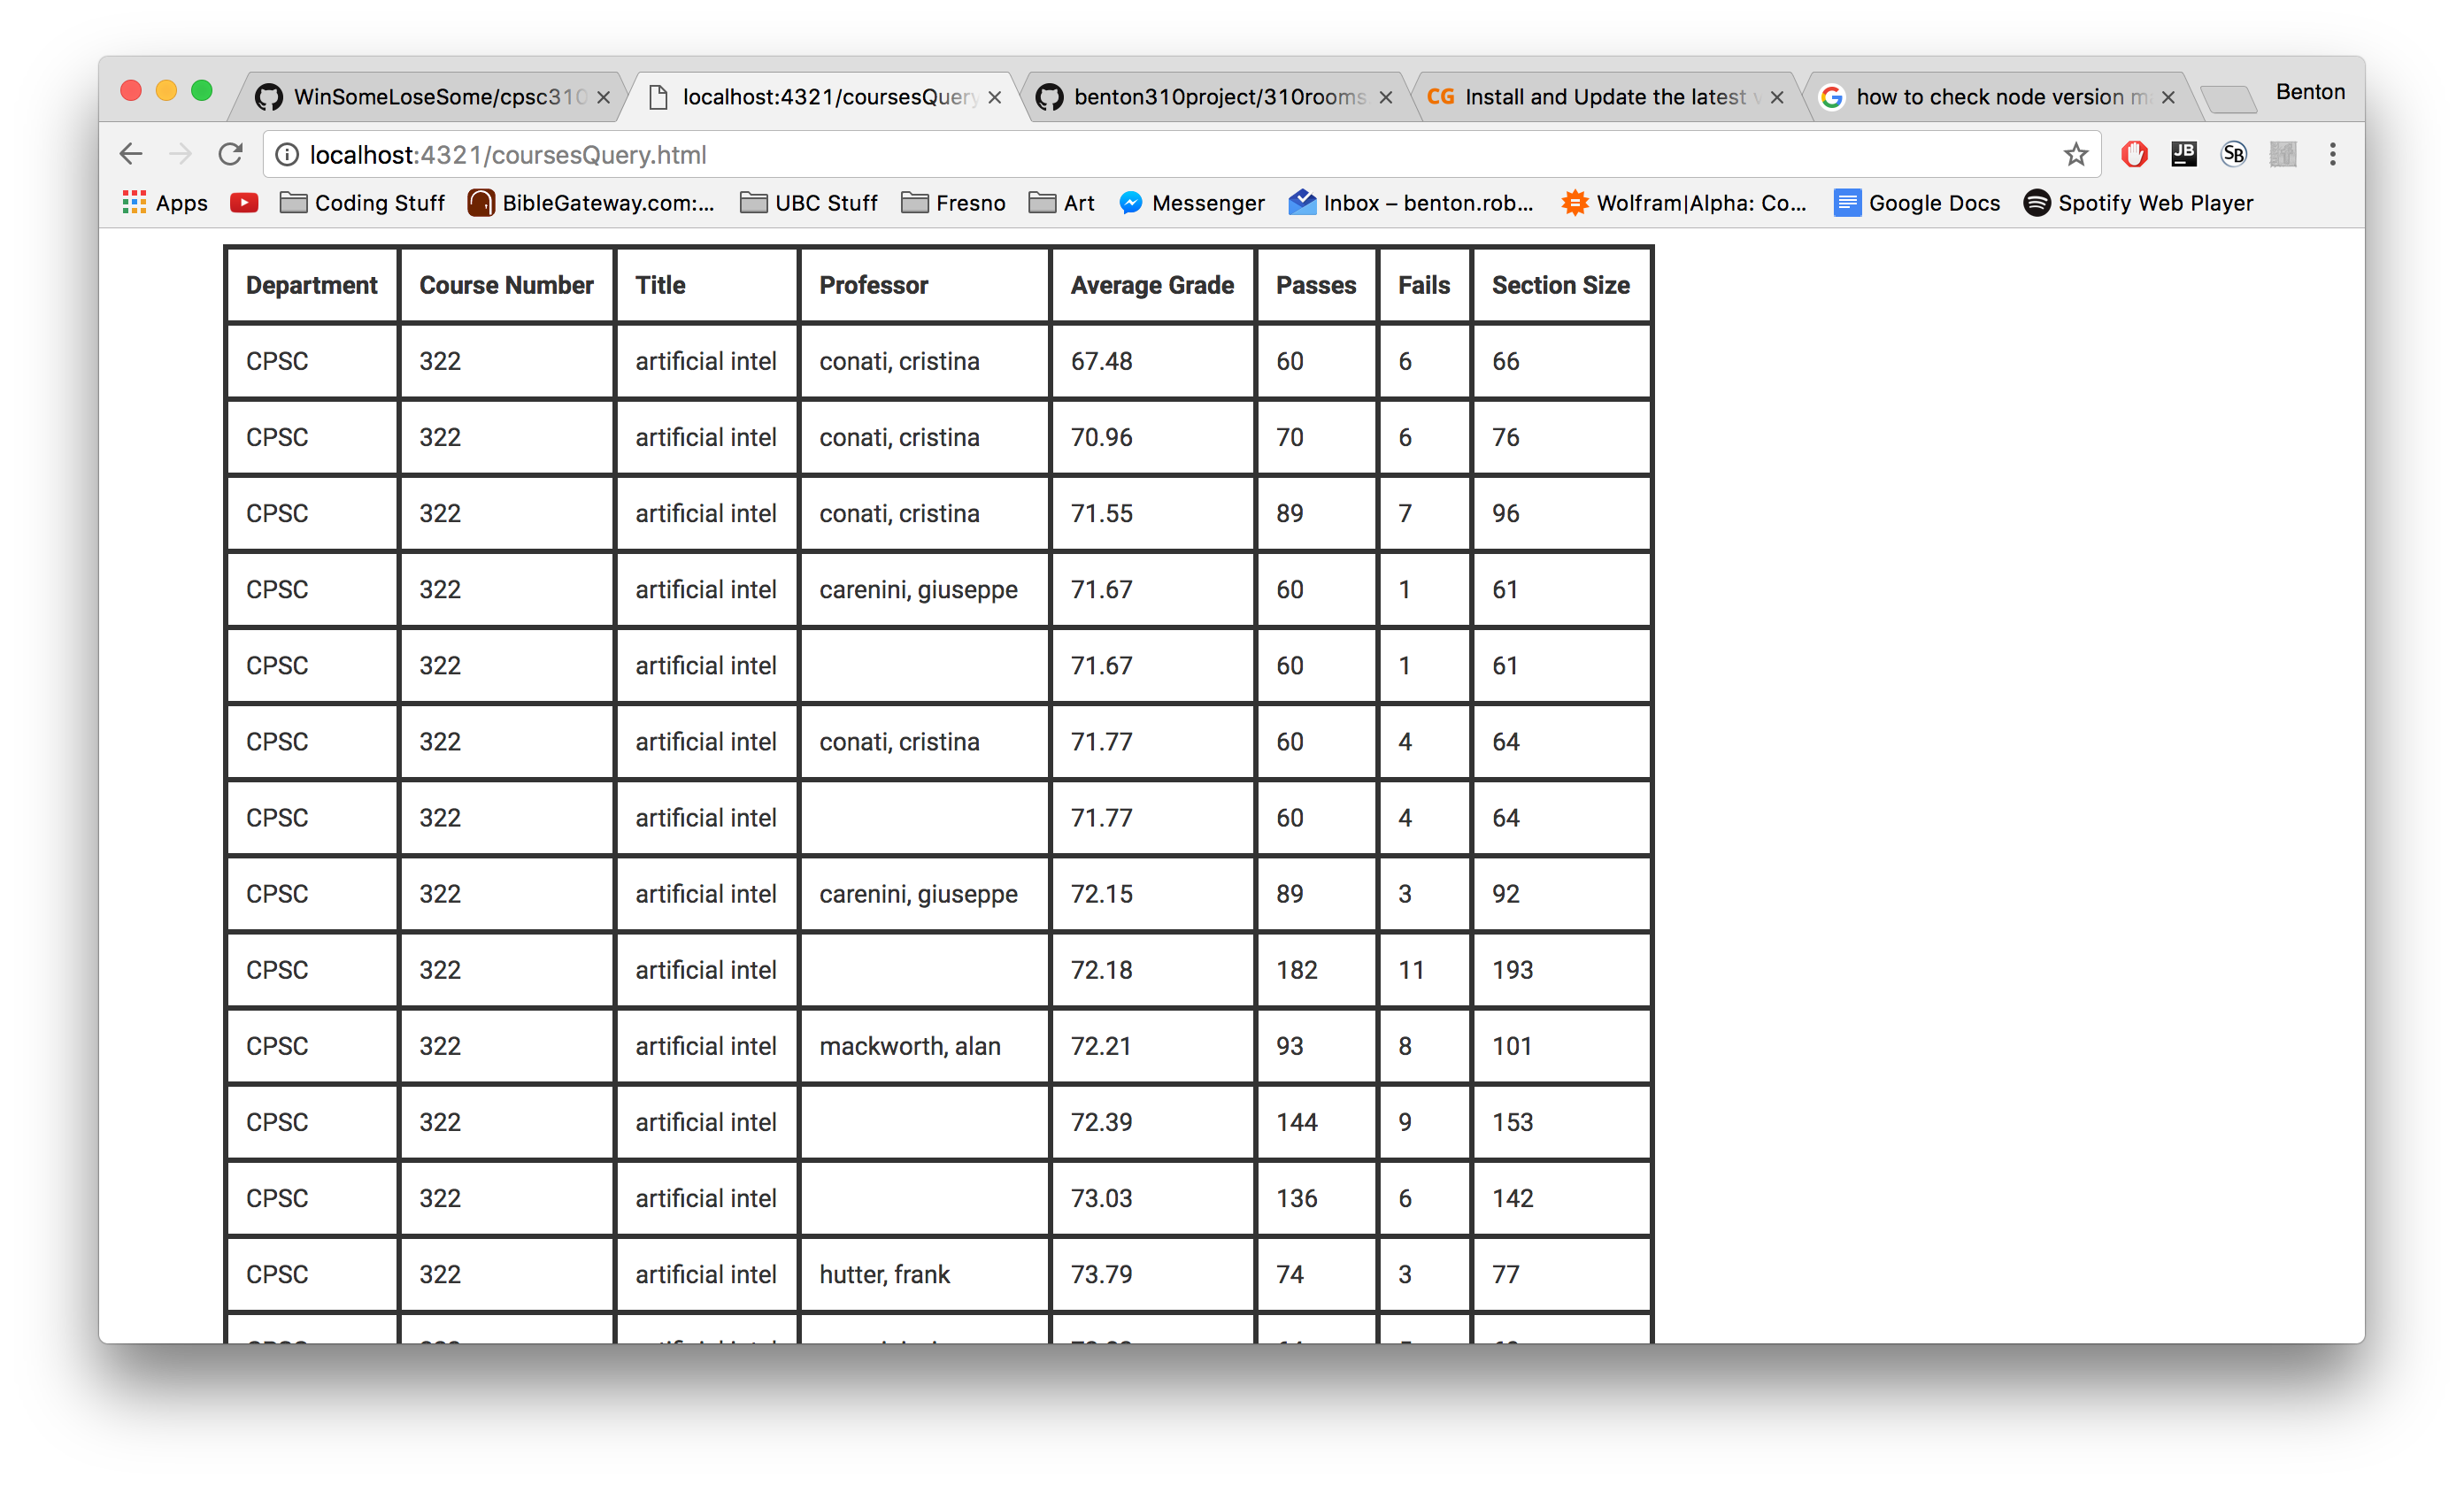 WinSomeLoseSome/cpsc310 localhost:4321/coursesQuery benton310project/310rooms CG Install and Update the latest how to check node version Benton
localhost:4321/coursesQuery.html JB SB
Apps Coding Stuff BibleGateway.com:... UBC Stuff Fresno Art Messenger Inbox – benton.rob... Wolfram|Alpha: Co... Google Docs Spotify Web Player
Department Course Number Title Professor Average Grade Passes Fails Section Size
CPSC 322 artificial intel conati, cristina 67.48 60 6 66
CPSC 322 artificial intel conati, cristina 70.96 70 6 76
CPSC 322 artificial intel conati, cristina 71.55 89 7 96
CPSC 322 artificial intel carenini, giuseppe 71.67 60 1 61
CPSC 322 artificial intel 71.67 60 1 61
CPSC 322 artificial intel conati, cristina 71.77 60 4 64
CPSC 322 artificial intel 71.77 60 4 64
CPSC 322 artificial intel carenini, giuseppe 72.15 89 3 92
CPSC 322 artificial intel 72.18 182 11 193
CPSC 322 artificial intel mackworth, alan 72.21 93 8 101
CPSC 322 artificial intel 72.39 144 9 153
CPSC 322 artificial intel 73.03 136 6 142
CPSC 322 artificial intel hutter, frank 73.79 74 3 77